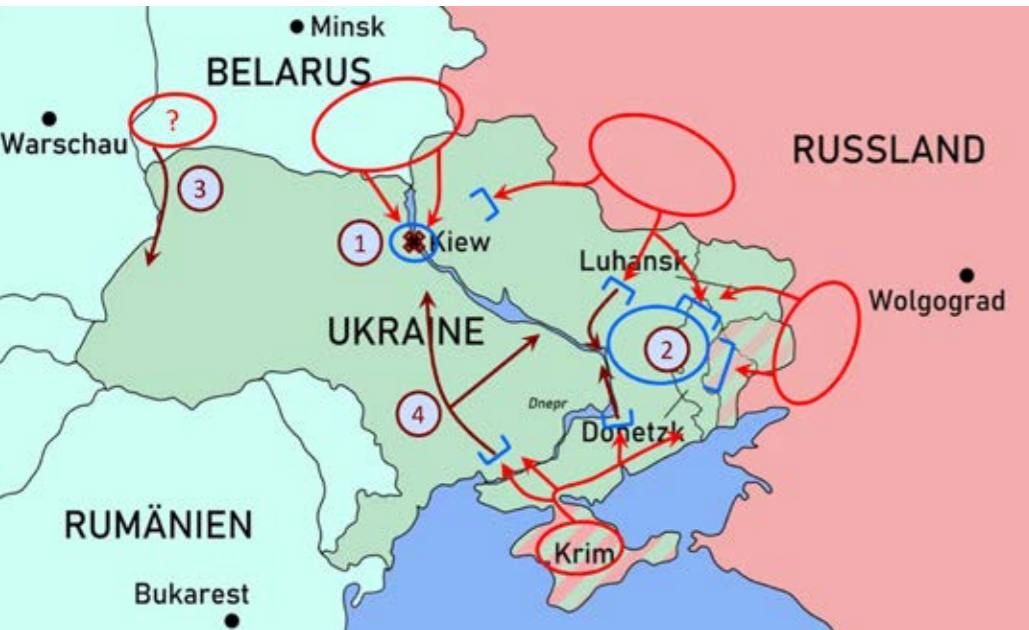 Minsk
BELARUS
?
Warschau
RUSSLAND
3
1
Kiew
Luhansk
Wolgograd
UKRAINE
2
4
Dnepr
Donetzk
RUMÄNIEN
Krim
Bukarest